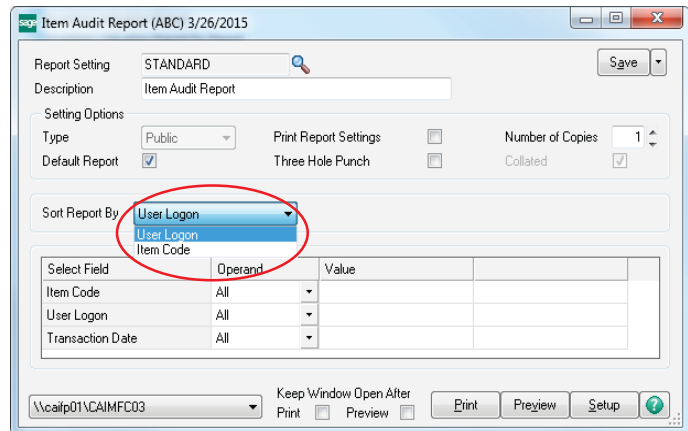 sage Item Audit Report (ABC) 3/26/2015
Report Setting STANDARD Save
Description Item Audit Report
Setting Options
Type Public Print Report Settings Number of Copies 1
Default Report Three Hole Punch Collated
Sort Report By User Logon
User Logon
Item Code
Select Field Operand Value
Item Code All
User Logon All
Transaction Date All
\\caifp01\CAIMFC03 Keep Window Open After Print Preview Print Preview Setup